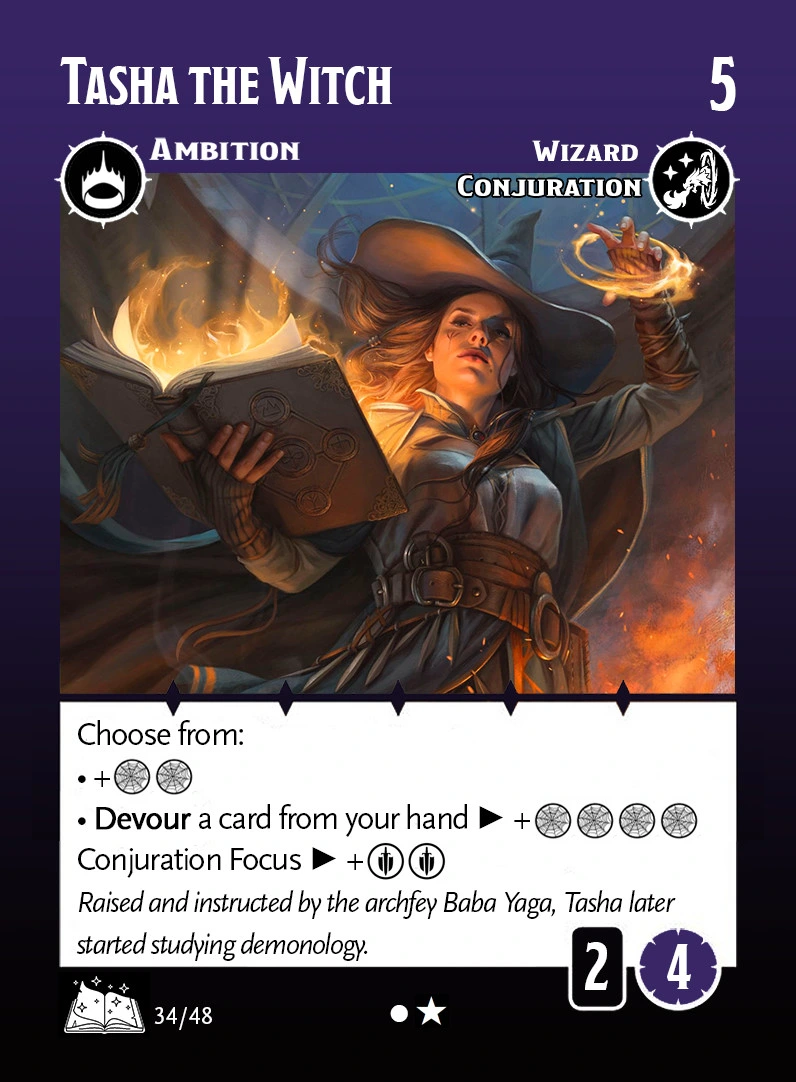 TASHA THE WITCH 5
AMBITION
WIZARD
CONJURATION
Choose from:
• +
• Devour a card from your hand ► +
Conjuration Focus ► +
Raised and instructed by the archfey Baba Yaga, Tasha later
started studying demonology.
2 4
34/48